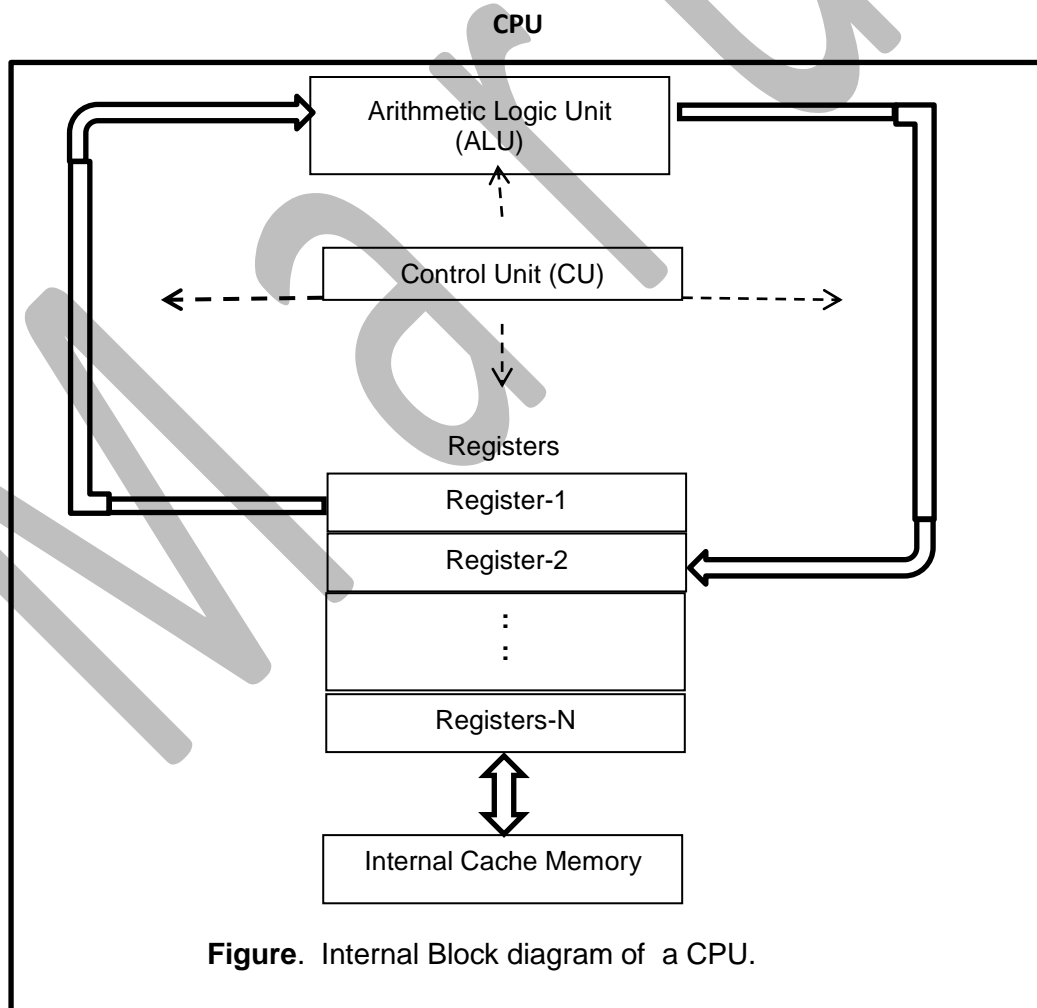 CPU
Arithmetic Logic Unit
(ALU)
Control Unit (CU)
Registers
Register-1
Register-2
:
:
Registers-N
Internal Cache Memory
Figure. Internal Block diagram of a CPU.